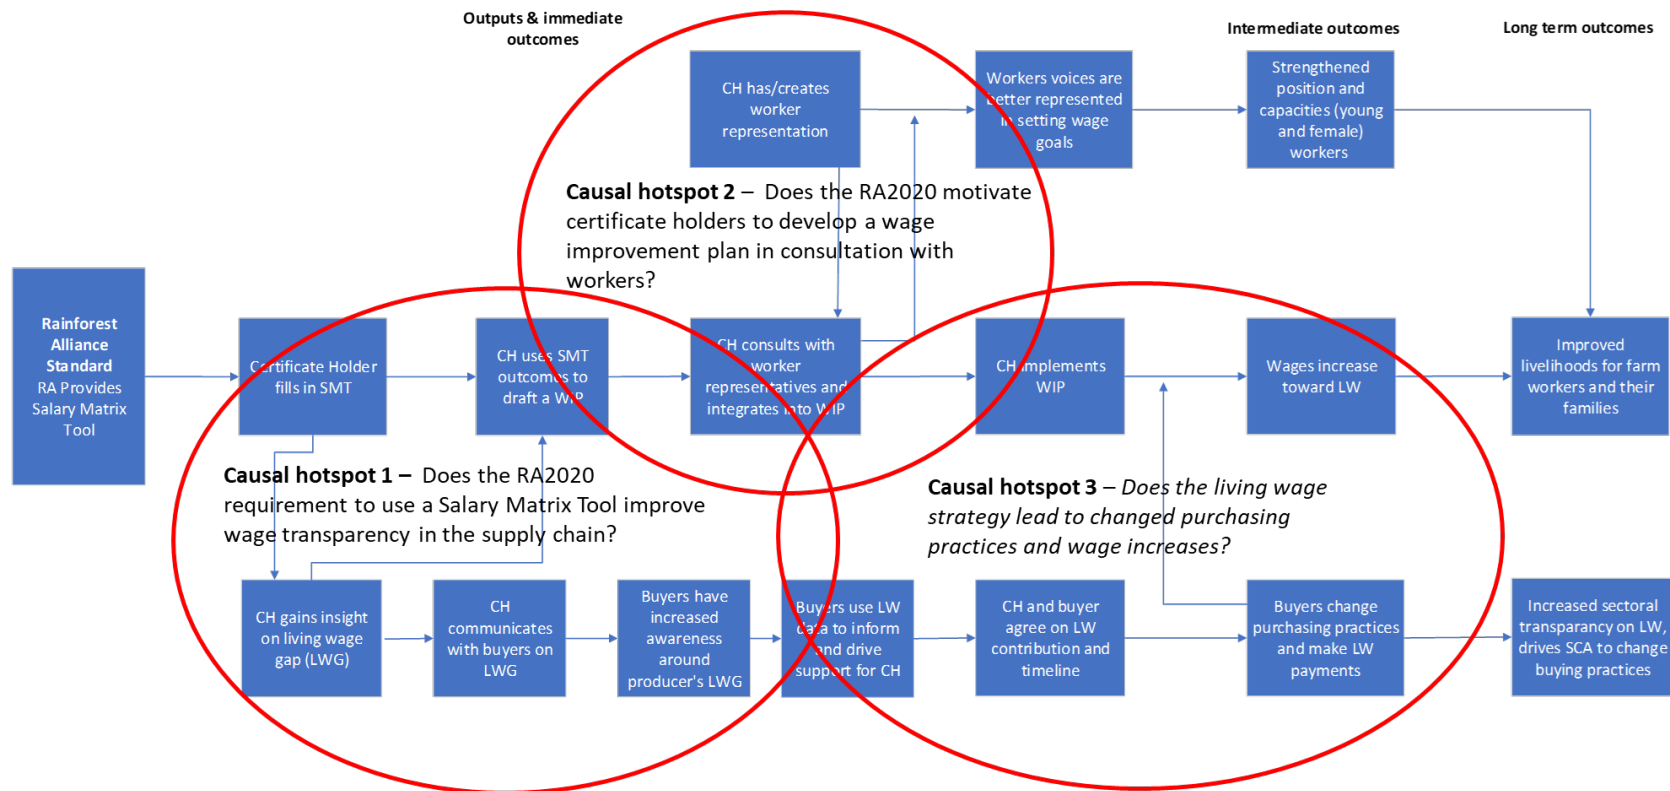 Outputs & immediate
outcomes
Intermediate outcomes
Long term outcomes
CH has/creates
worker
representation
Workers voices are
better represented
in setting wage
goals
Strengthened
position and
capacities (young
and female)
workers
Causal hotspot 2 – Does the RA2020 motivate
certificate holders to develop a wage
improvement plan in consultation with
workers?
Rainforest
Alliance
Standard
RA Provides
Salary Matrix
Tool
Certificate Holder
fills in SMT
CH uses SMT
outcomes to
draft a WIP
CH consults with
worker
representatives and
integrates into WIP
CH implements
WIP
Wages increase
toward LW
Improved
livelihoods for farm
workers and their
families
Causal hotspot 1 – Does the RA2020
requirement to use a Salary Matrix Tool improve
wage transparency in the supply chain?
Causal hotspot 3 – Does the living wage
strategy lead to changed purchasing
practices and wage increases?
CH gains insight
on living wage
gap (LWG)
CH
communicates
with buyers on
LWG
Buyers have
increased
awareness
around
producer's LWG
Buyers use LW
data to inform
and drive
support for CH
CH and buyer
agree on LW
contribution and
timeline
Buyers change
purchasing practices
and make LW
payments
Increased sectoral
transparancy on LW,
drives SCA to change
buying practices